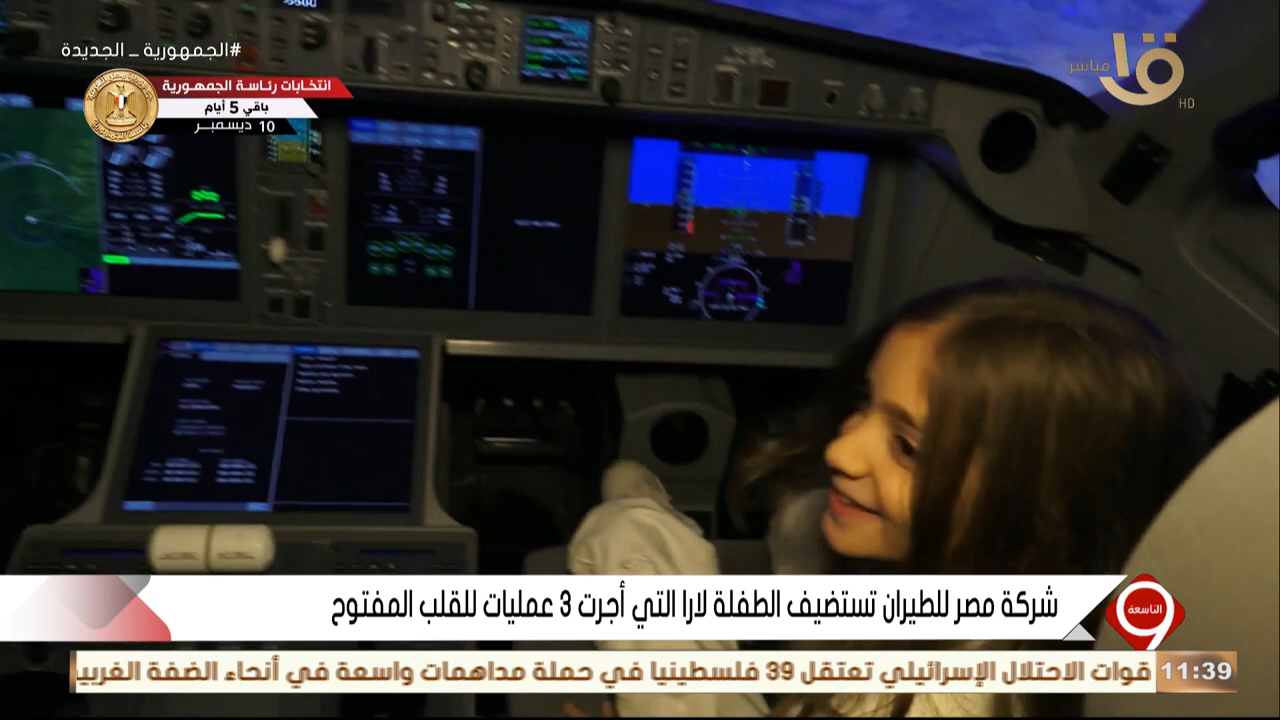 #الجمهورية _ الجديدة
انتخابات رئاسة الجمهورية
باقي 5 أيام
10 ديسمبر
مباشر
HD
شركة مصر للطيران تستضيف الطفلة لارا التي أجرت 3 عمليات للقلب المفتوح
التاسعة
9
11:39 قوات الاحتلال الإسرائيلي تعتقل 39 فلسطينيا في حملة مداهمات واسعة في أنحاء الضفة الغربي